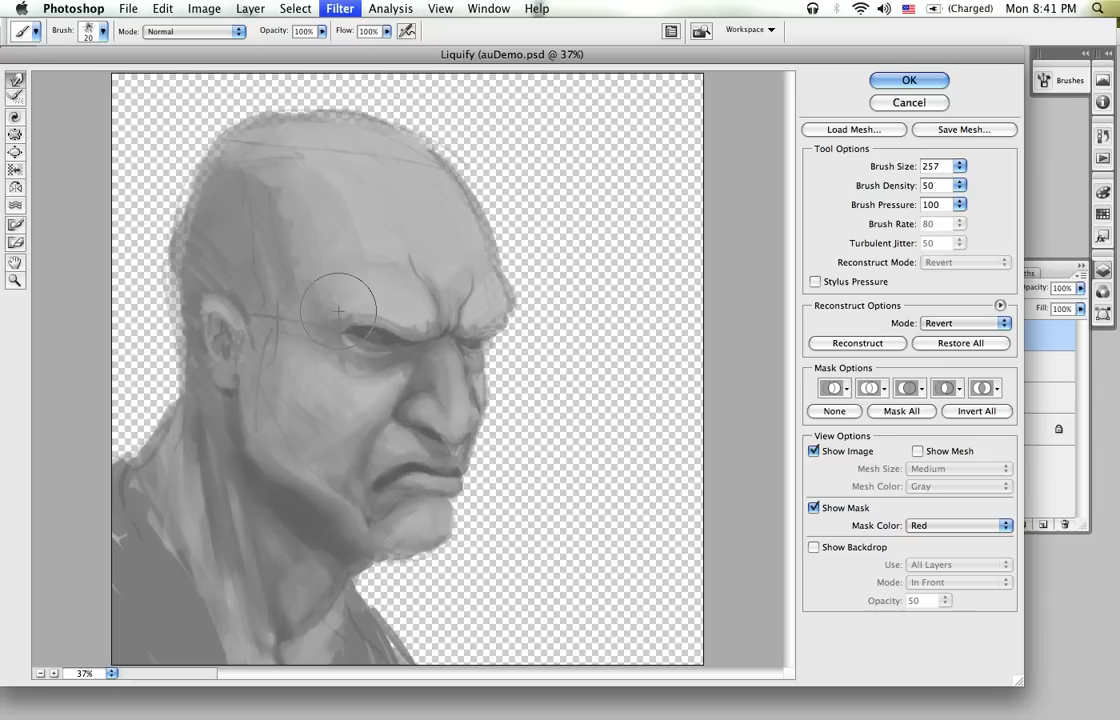 Photoshop File Edit Image Layer Select Filter Analysis View Window Help (Charged) Mon 8:41 PM
Brush: 20 Mode: Normal Opacity: 100% Flow: 100% Workspace
Liquify (auDemo.psd @ 37%)
Brushes
OK
Cancel
Load Mesh... Save Mesh...
Tool Options
Brush Size: 257
Brush Density: 50
Brush Pressure: 100
Brush Rate: 80
Turbulent Jitter: 50
Reconstruct Mode: Revert
Stylus Pressure
Reconstruct Options
Mode: Revert
Reconstruct Restore All
Mask Options
None Mask All Invert All
View Options
Show Image Show Mesh
Mesh Size: Medium
Mesh Color: Gray
Show Mask
Mask Color: Red
Show Backdrop
Use: All Layers
Mode: In Front
Opacity: 50
ths
Opacity: 100%
Fill: 100%
37%